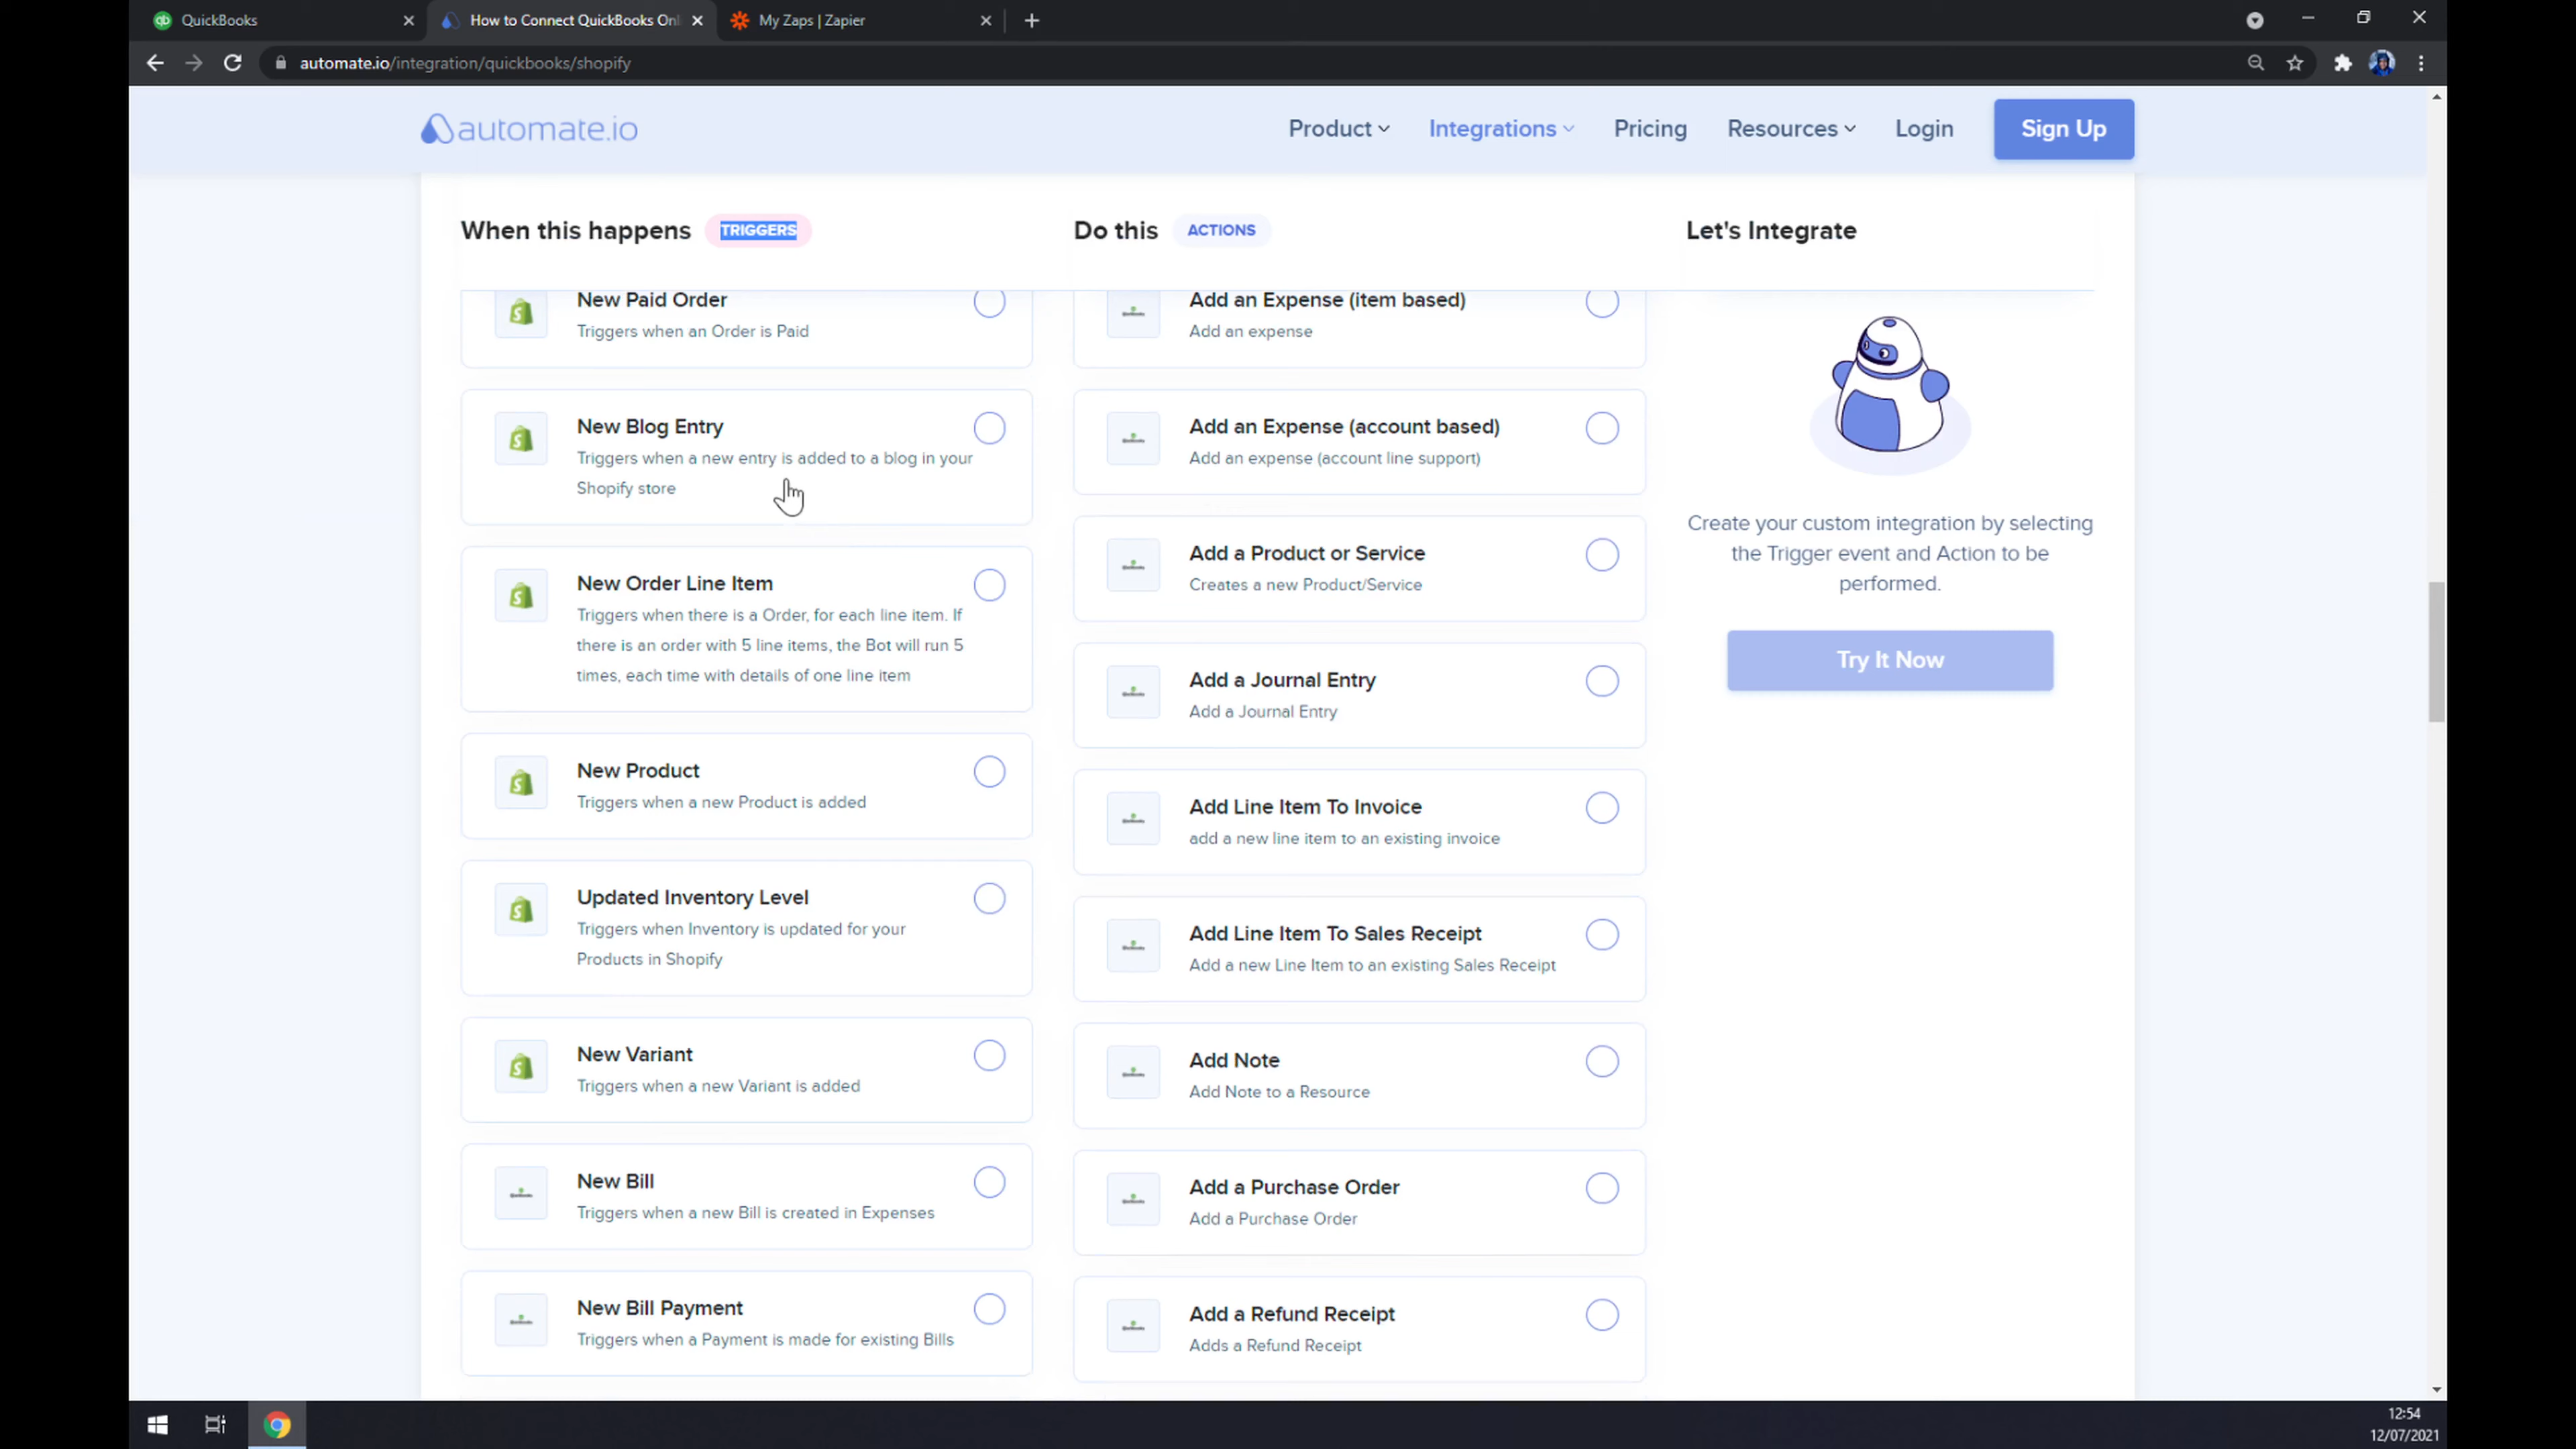 QuickBooks
How to Connect QuickBooks Onl
My Zaps | Zapier
automate.io/integration/quickbooks/shopify
automate.io
Product
Integrations
Pricing
Resources
Login
Sign Up
When this happens TRIGGERS
Do this ACTIONS
Let's Integrate
New Paid Order
Triggers when an Order is Paid
New Blog Entry
Triggers when a new entry is added to a blog in your
Shopify store
New Order Line Item
Triggers when there is a Order, for each line item. If
there is an order with 5 line items, the Bot will run 5
times, each time with details of one line item
New Product
Triggers when a new Product is added
Updated Inventory Level
Triggers when Inventory is updated for your
Products in Shopify
New Variant
Triggers when a new Variant is added
New Bill
Triggers when a new Bill is created in Expenses
New Bill Payment
Triggers when a Payment is made for existing Bills
Add an Expense (item based)
Add an expense
Add an Expense (account based)
Add an expense (account line support)
Add a Product or Service
Creates a new Product/Service
Add a Journal Entry
Add a Journal Entry
Add Line Item To Invoice
add a new line item to an existing invoice
Add Line Item To Sales Receipt
Add a new Line Item to an existing Sales Receipt
Add Note
Add Note to a Resource
Add a Purchase Order
Add a Purchase Order
Add a Refund Receipt
Adds a Refund Receipt
Create your custom integration by selecting
the Trigger event and Action to be
performed.
Try It Now
12:54
12/07/2021